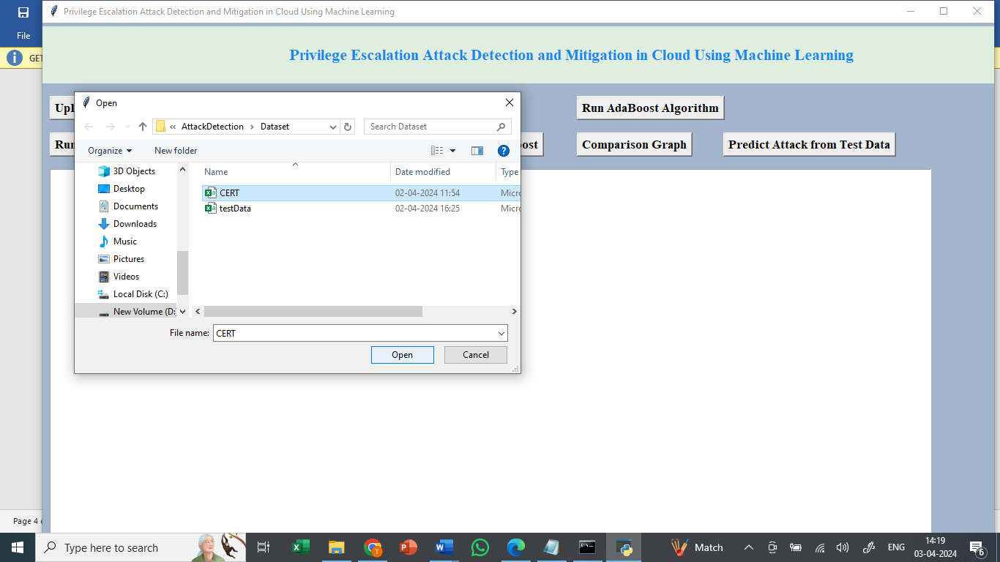 Privilege Escalation Attack Detection and Mitigation in Cloud Using Machine Learning
File
GET
Privilege Escalation Attack Detection and Mitigation in Cloud Using Machine Learning
Upl
Run AdaBoost Algorithm
Run
ost
Comparison Graph
Predict Attack from Test Data
Open
« AttackDetection > Dataset
Search Dataset
Organize
New folder
3D Objects
Desktop
Documents
Downloads
Music
Pictures
Videos
Local Disk (C:)
New Volume (D:
Name Date modified Type
CERT 02-04-2024 11:54 Micro
testData 02-04-2024 16:25 Micro
File name: CERT
Open Cancel
Page 4
Type here to search
Match
ENG
14:19
03-04-2024
6